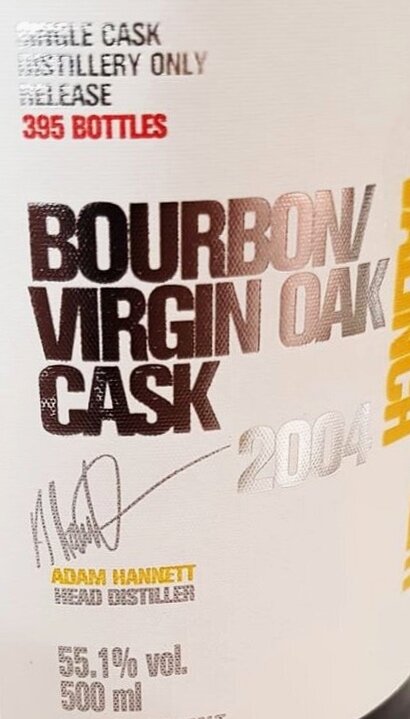 SINGLE CASK
DISTILLERY ONLY
RELEASE
395 BOTTLES
BOURBON/
VIRGIN OAK
CASK
2004
ADAM HANNETT
HEAD DISTILLER
55.1% vol.
500 ml
VALINCH